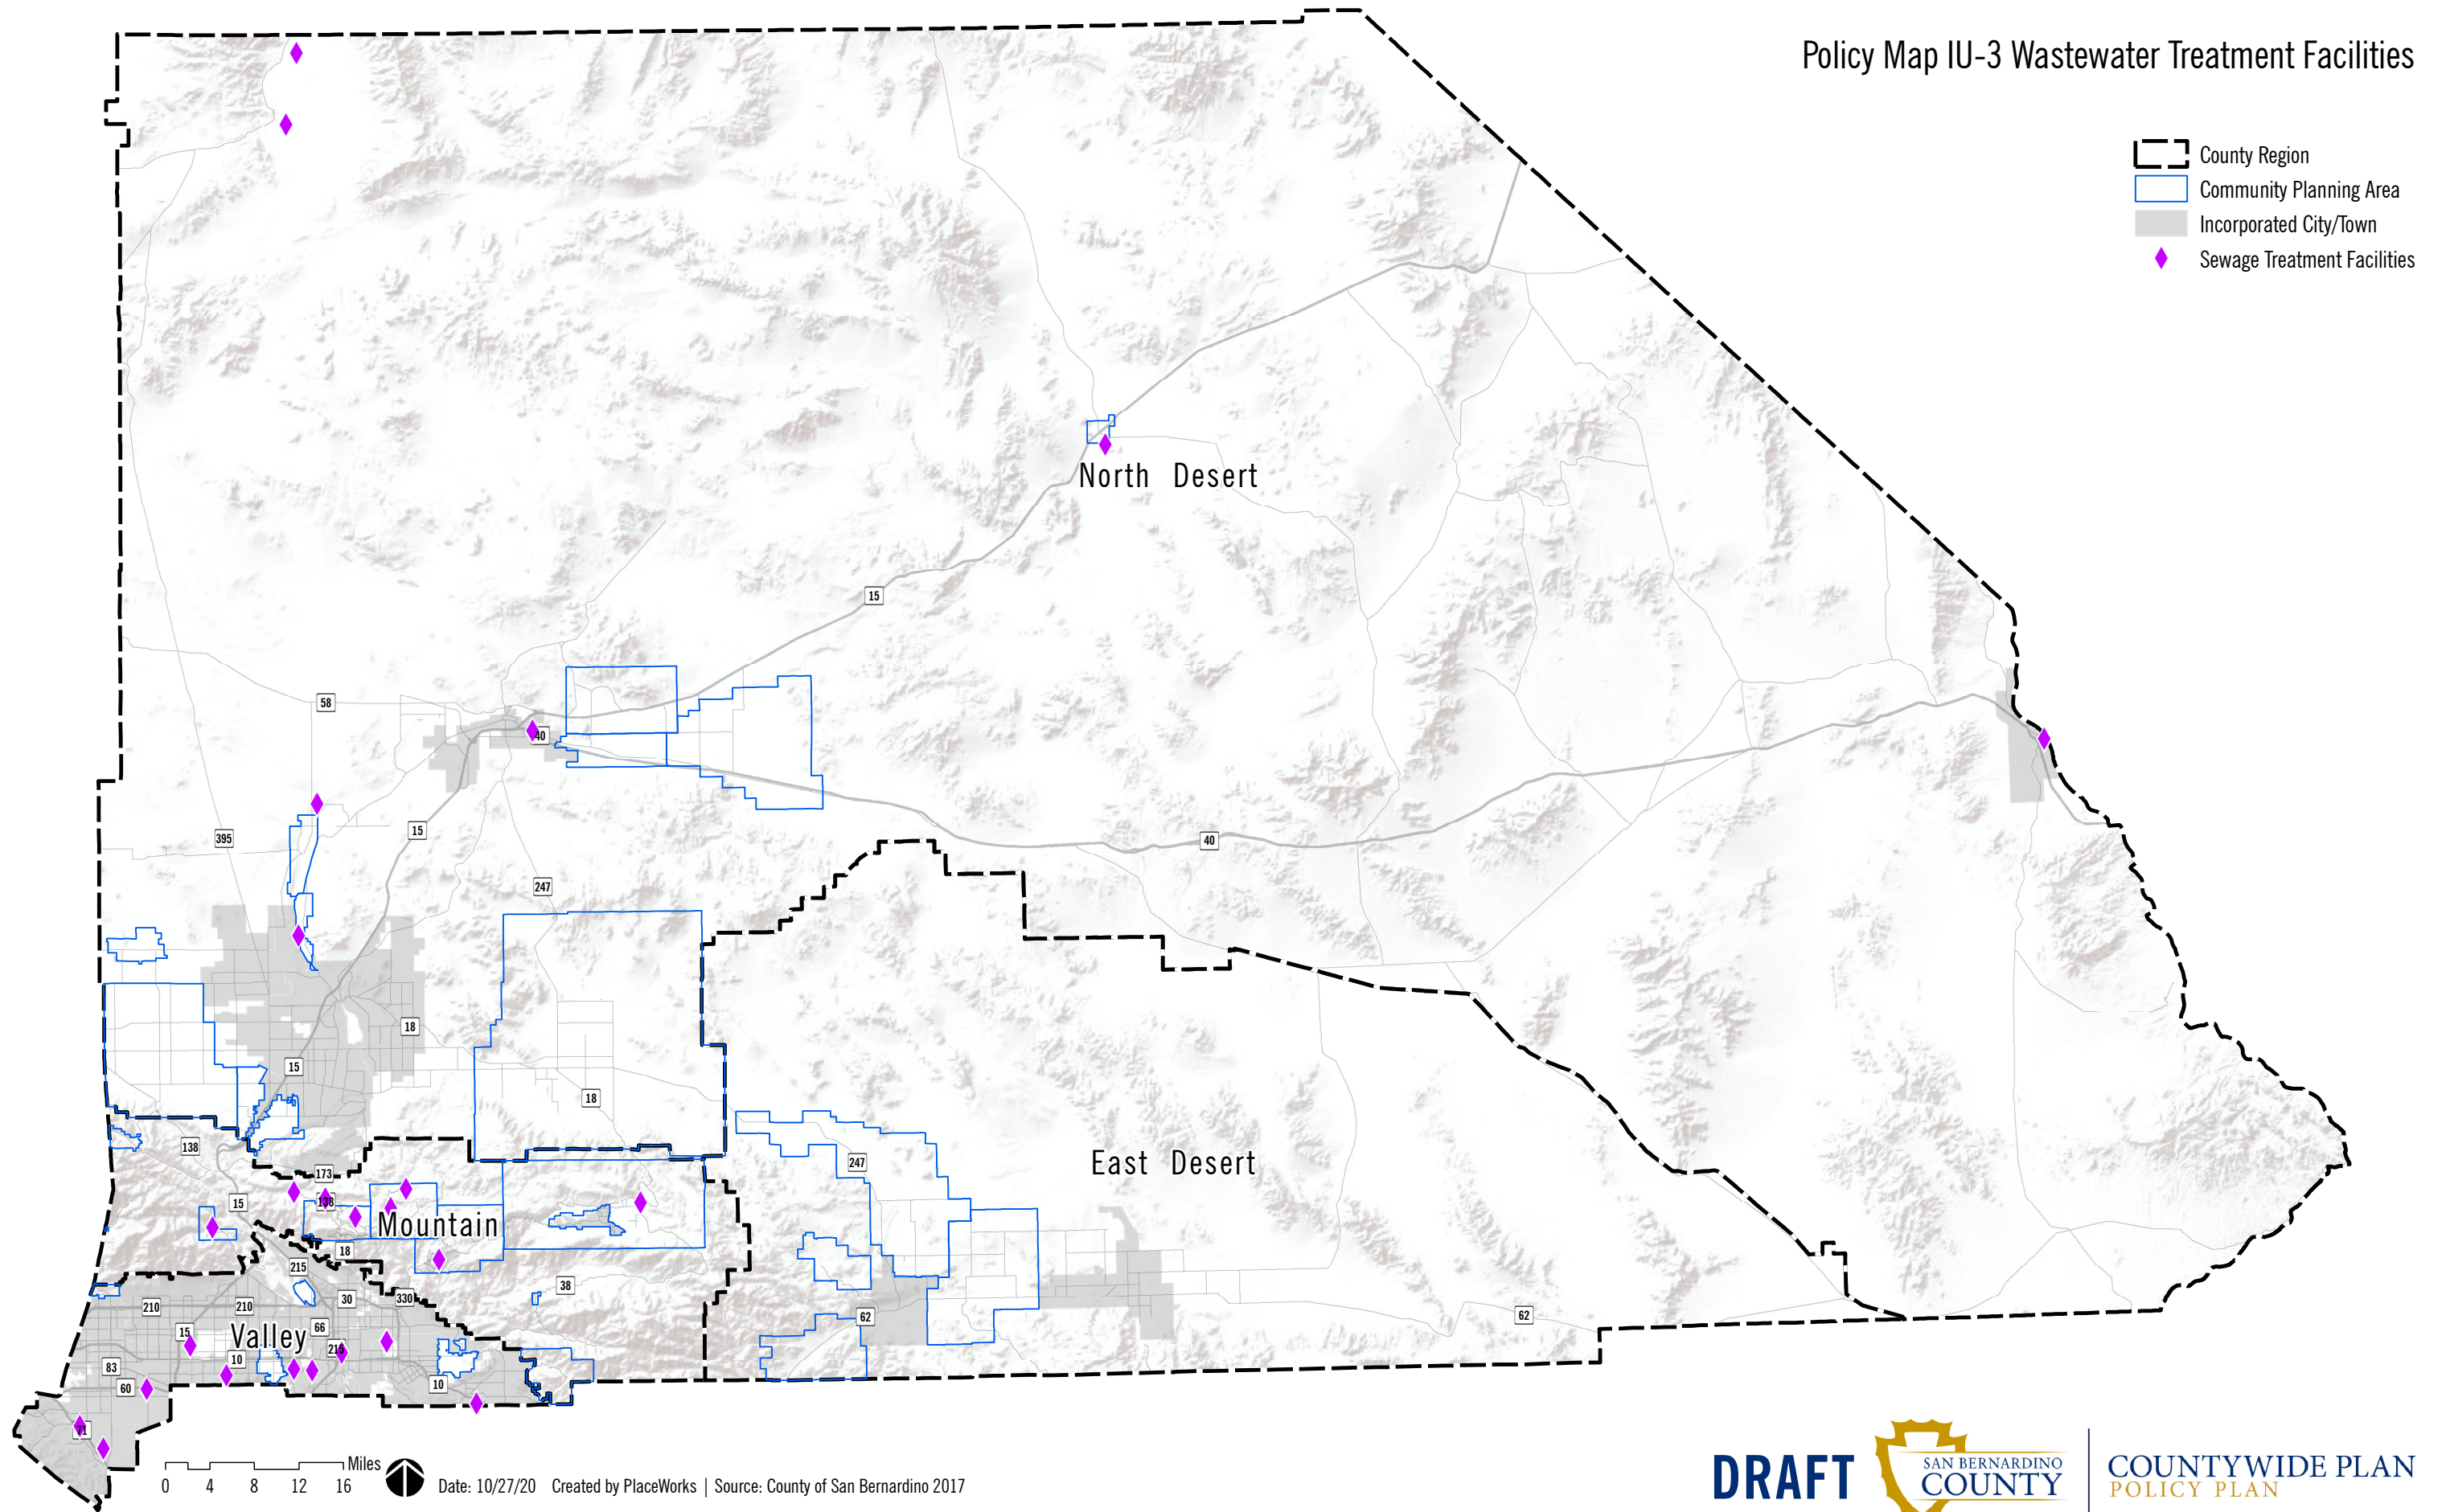 Policy Map IU-3 Wastewater Treatment Facilities
County Region
Community Planning Area
Incorporated City/Town
Sewage Treatment Facilities
North Desert
15
58
40
15
395
40
247
18
15
18
138
247
173
15
138
East Desert
Mountain
18
215
38
210
210
30
330
62
62
15
Valley
66
215
10
83
60
10
71
Miles
0 4 8 12 16
Date: 10/27/20 Created by PlaceWorks | Source: County of San Bernardino 2017
DRAFT
SAN BERNARDINO
COUNTY
COUNTYWIDE PLAN
POLICY PLAN